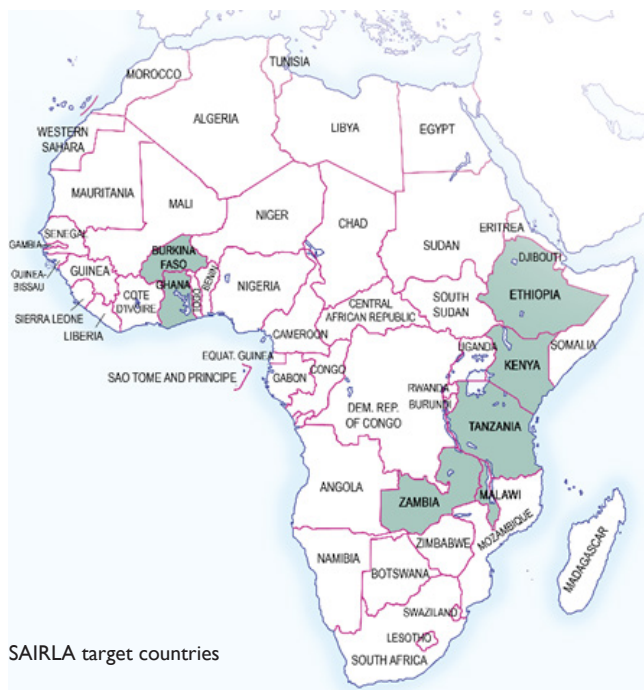 TUNISIA
MOROCCO
ALGERIA
LIBYA
EGYPT
WESTERN
SAHARA
MAURITANIA
MALI
NIGER
CHAD
SUDAN
ERITREA
DJIBOUTI
SENEGAL
GAMBIA
GUINEA-
BISSAU
GUINEA
SIERRA LEONE
LIBERIA
COTE
D'IVOIRE
BURKINA
FASO
GHANA
TOGO
BENIN
NIGERIA
CAMEROON
CENTRAL
AFRICAN REPUBLIC
SOUTH
SUDAN
ETHIOPIA
SOMALIA
EQUAT. GUINEA
SAO TOME AND PRINCIPE
GABON
CONGO
DEM. REP.
OF CONGO
UGANDA
KENYA
RWANDA
BURUNDI
TANZANIA
ANGOLA
ZAMBIA
MALAWI
MOZAMBIQUE
ZIMBABWE
NAMIBIA
BOTSWANA
MADAGASCAR
SWAZILAND
LESOTHO
SOUTH AFRICA
SAIRLA target countries